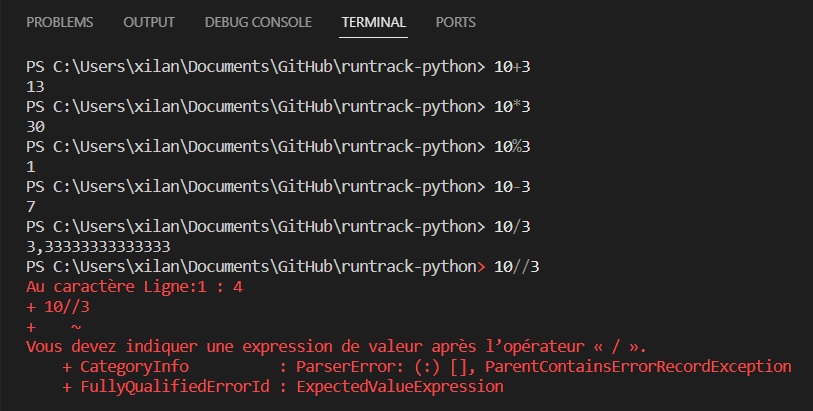 PROBLEMS OUTPUT DEBUG CONSOLE TERMINAL PORTS
PS C:\Users\xilan\Documents\GitHub\runtrack-python> 10+3
13
PS C:\Users\xilan\Documents\GitHub\runtrack-python> 10*3
30
PS C:\Users\xilan\Documents\GitHub\runtrack-python> 10%3
1
PS C:\Users\xilan\Documents\GitHub\runtrack-python> 10-3
7
PS C:\Users\xilan\Documents\GitHub\runtrack-python> 10/3
3,33333333333333
PS C:\Users\xilan\Documents\GitHub\runtrack-python> 10//3
Au caractère Ligne:1 : 4
+ 10//3
+    ~
Vous devez indiquer une expression de valeur après l’opérateur « / ».
    + CategoryInfo          : ParserError: (:) [], ParentContainsErrorRecordException
    + FullyQualifiedErrorId : ExpectedValueExpression